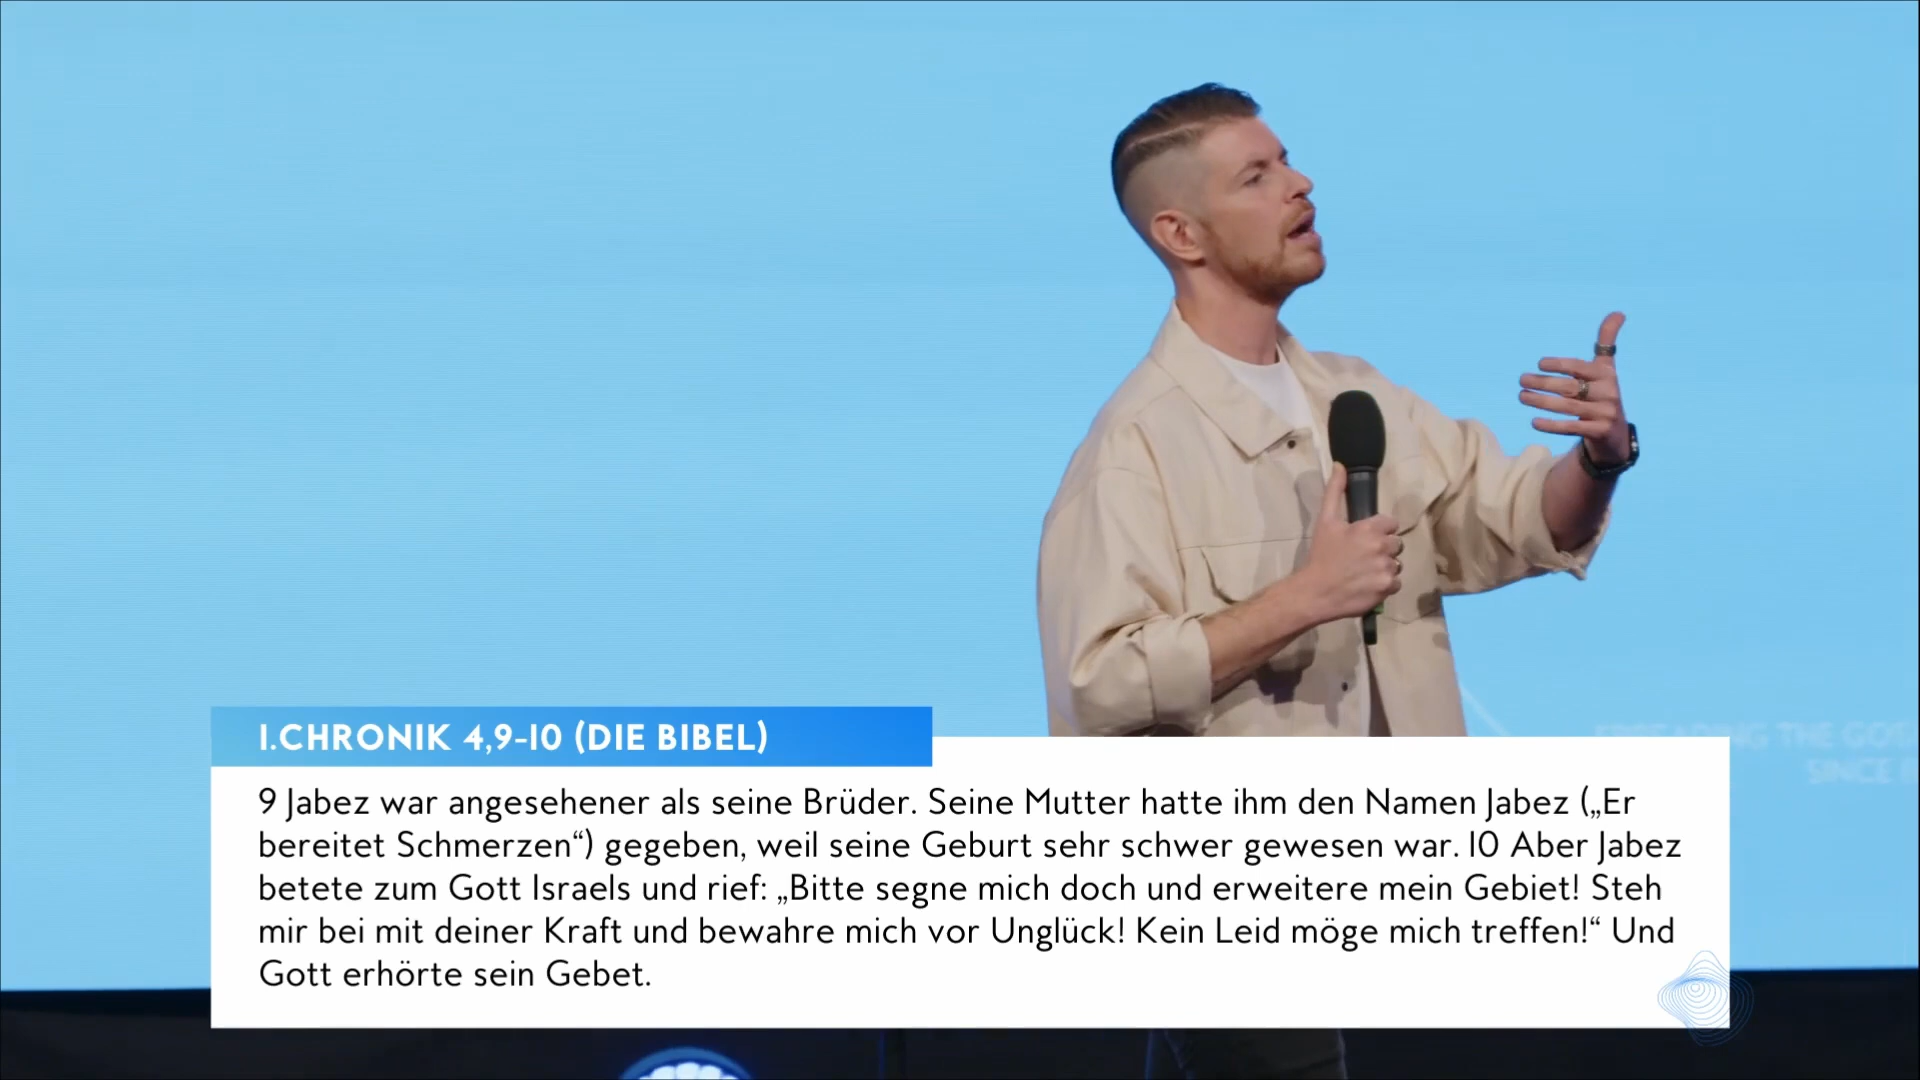 1.CHRONIK 4,9-10 (DIE BIBEL)
9 Jabez war angesehener als seine Brüder. Seine Mutter hatte ihm den Namen Jabez („Er
bereitet Schmerzen“) gegeben, weil seine Geburt sehr schwer gewesen war. 10 Aber Jabez
betete zum Gott Israels und rief: „Bitte segne mich doch und erweitere mein Gebiet! Steh
mir bei mit deiner Kraft und bewahre mich vor Unglück! Kein Leid möge mich treffen!“ Und
Gott erhörte sein Gebet.
THE
SINCE